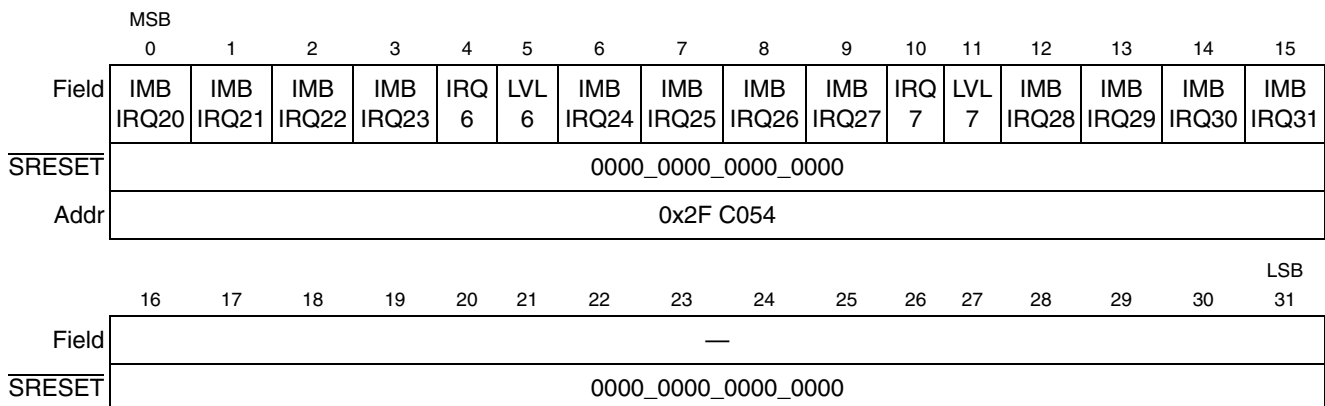 MSB
0 1 2 3 4 5 6 7 8 9 10 11 12 13 14 15
Field IMB IMB IMB IMB IRQ LVL IMB IMB IMB IMB IRQ LVL IMB IMB IMB IMB
IRQ20 IRQ21 IRQ22 IRQ23 6 6 IRQ24 IRQ25 IRQ26 IRQ27 7 7 IRQ28 IRQ29 IRQ30 IRQ31
SRESET 0000_0000_0000_0000
Addr 0x2F C054
LSB
16 17 18 19 20 21 22 23 24 25 26 27 28 29 30 31
Field —
SRESET 0000_0000_0000_0000